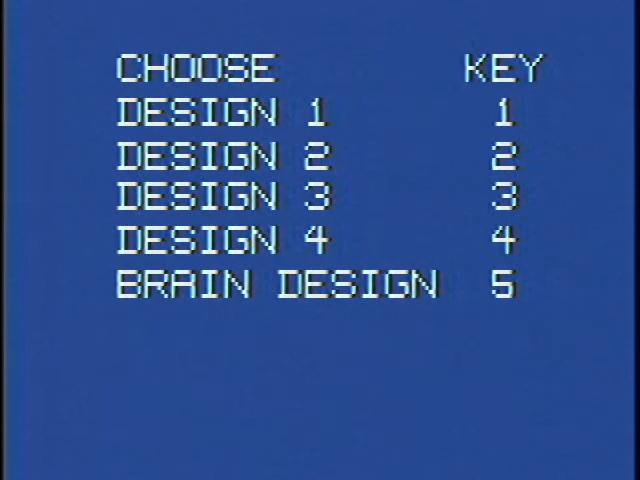 CHOOSE KEY
DESIGN 1 1
DESIGN 2 2
DESIGN 3 3
DESIGN 4 4
BRAIN DESIGN 5